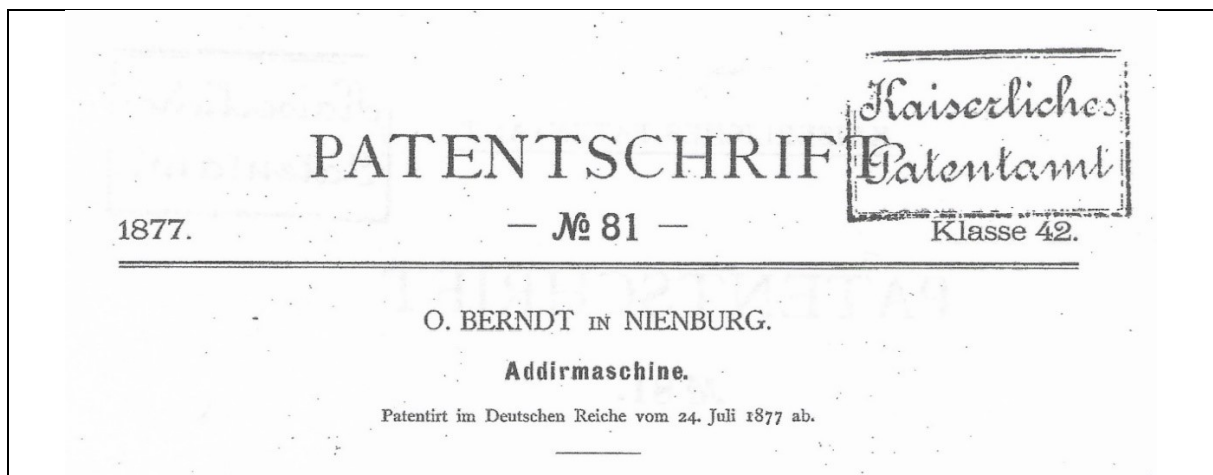 Kaiserliches
Patentamt
PATENTSCHRIFT
1877. — № 81 — Klasse 42.
O. BERNDT IN NIENBURG.
Addirmaschine.
Patentirt im Deutschen Reiche vom 24. Juli 1877 ab.